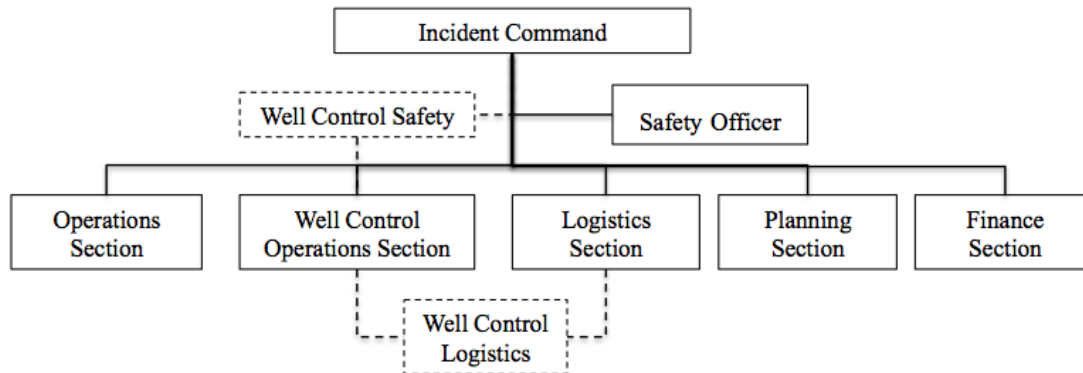 Incident Command
Well Control Safety
Safety Officer
Operations
Section
Well Control
Operations Section
Logistics
Section
Planning
Section
Finance
Section
Well Control
Logistics